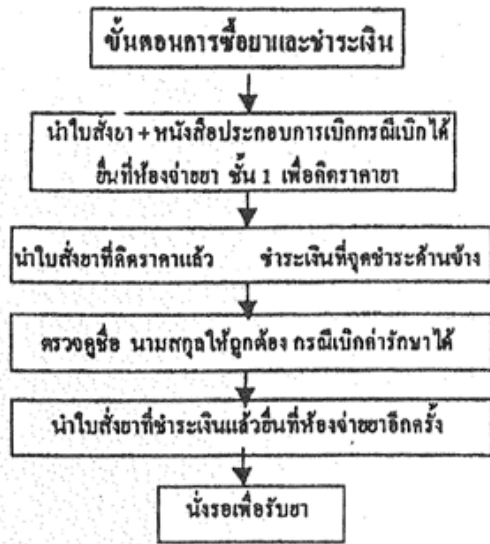 ขั้นตอนการซื้อยาและชำระเงิน
นำใบสั่งยา + หนังสือประกอบการเบิกกรณีเบิกได้
ยื่นที่ห้องจ่ายยา ชั้น 1 เพื่อคิดราคายา
นำใบสั่งยาที่คิดราคาแล้ว ชำระเงินที่จุดชำระด้านข้าง
ตรวจดูชื่อ นามสกุลให้ถูกต้อง กรณีเบิกค่ารักษาได้
นำใบสั่งยาที่ชำระเงินแล้วยื่นที่ห้องจ่ายยาอีกครั้ง
นั่งรอเพื่อรับยา